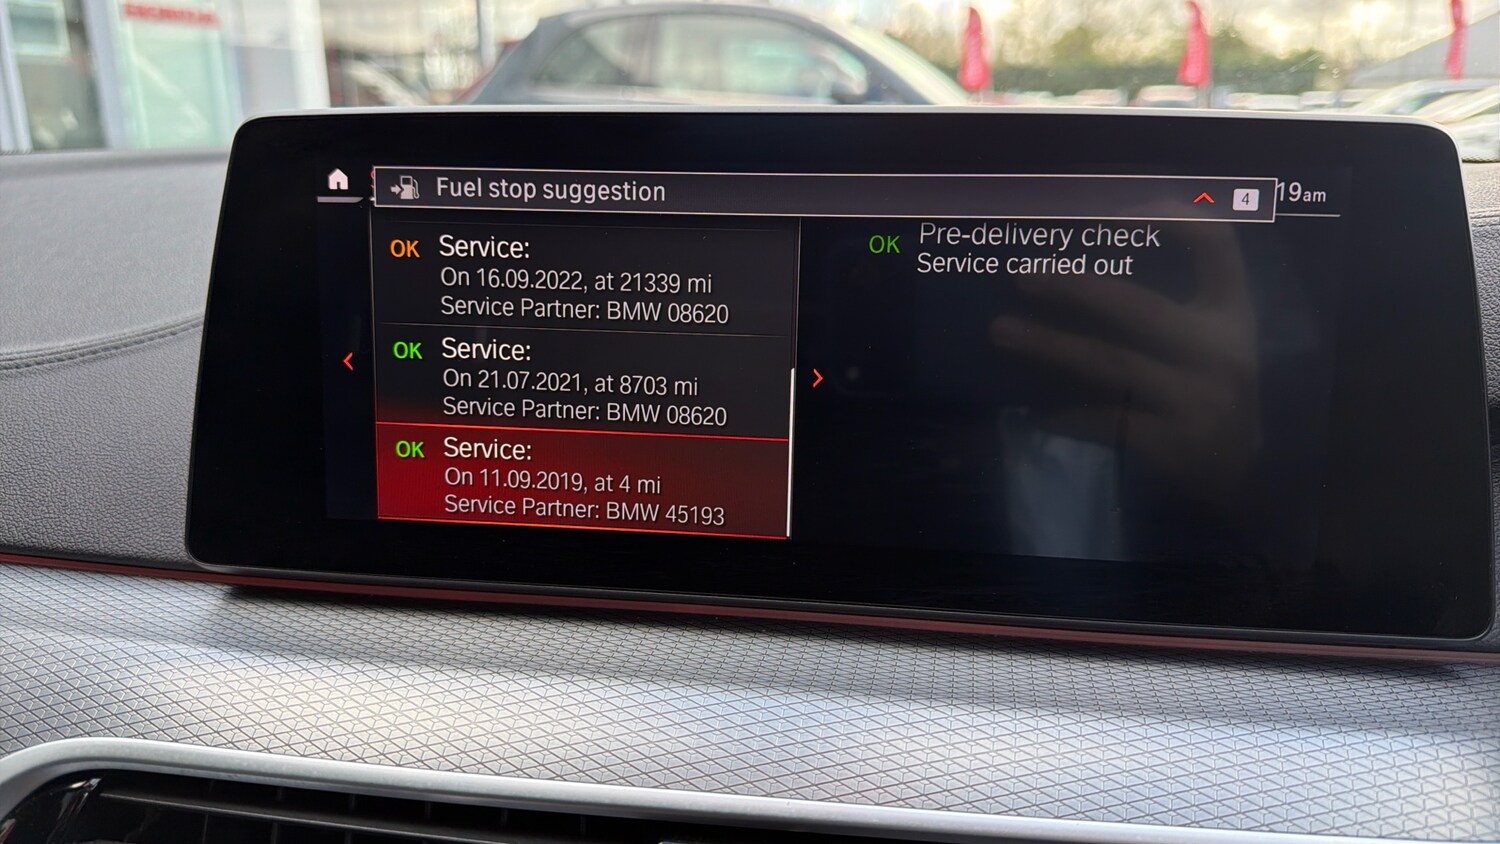 Fuel stop suggestion
4
19am
OK Service:
On 16.09.2022, at 21339 mi
Service Partner: BMW 08620
OK Service:
On 21.07.2021, at 8703 mi
Service Partner: BMW 08620
OK Service:
On 11.09.2019, at 4 mi
Service Partner: BMW 45193
OK Pre-delivery check
Service carried out